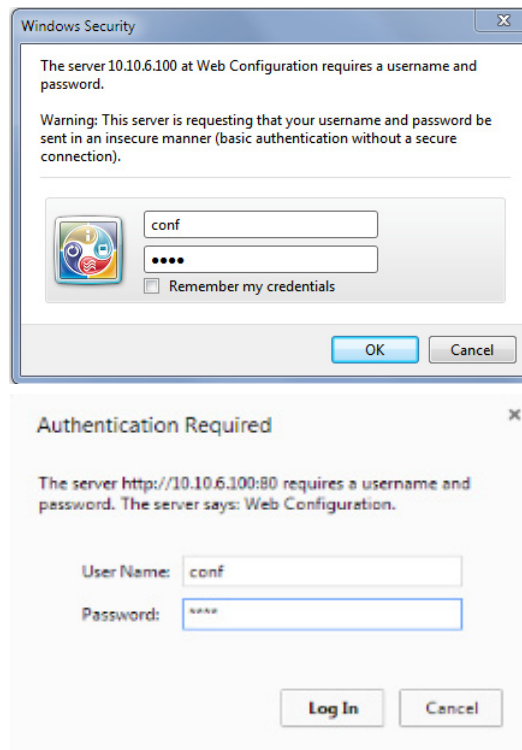 Windows Security
The server 10.10.6.100 at Web Configuration requires a username and
password.
Warning: This server is requesting that your username and password be
sent in an insecure manner (basic authentication without a secure
connection).
conf
●●●●
Remember my credentials
OK
Cancel
Authentication Required
The server http://10.10.6.100:80 requires a username and
password. The server says: Web Configuration.
User Name: conf
Password: ****
Log In
Cancel